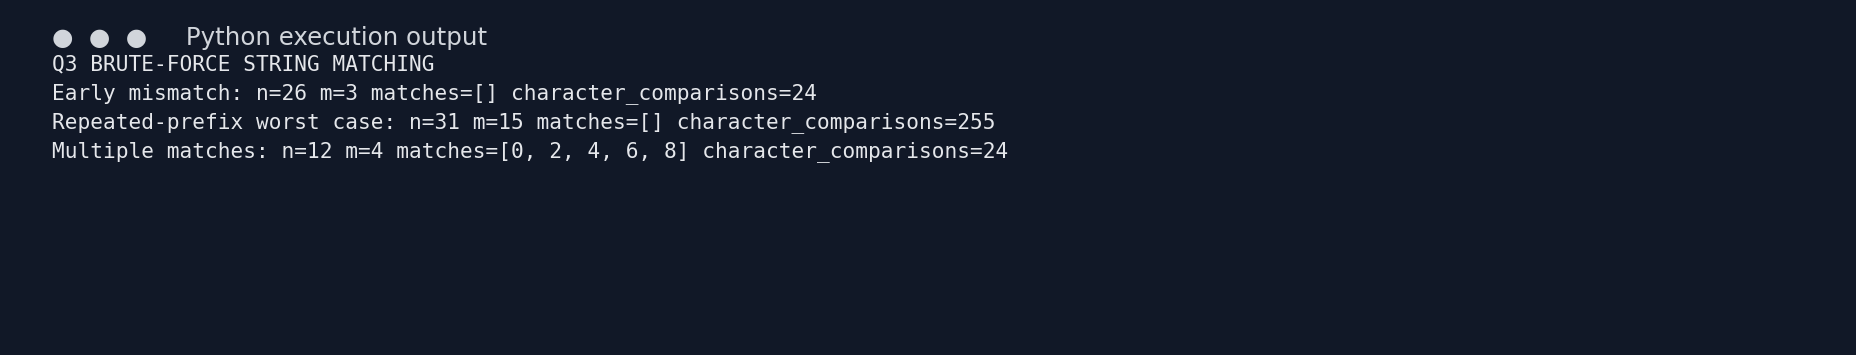 Python execution output
Q3 BRUTE-FORCE STRING MATCHING
Early mismatch: n=26 m=3 matches=[] character_comparisons=24
Repeated-prefix worst case: n=31 m=15 matches=[] character_comparisons=255
Multiple matches: n=12 m=4 matches=[0, 2, 4, 6, 8] character_comparisons=24